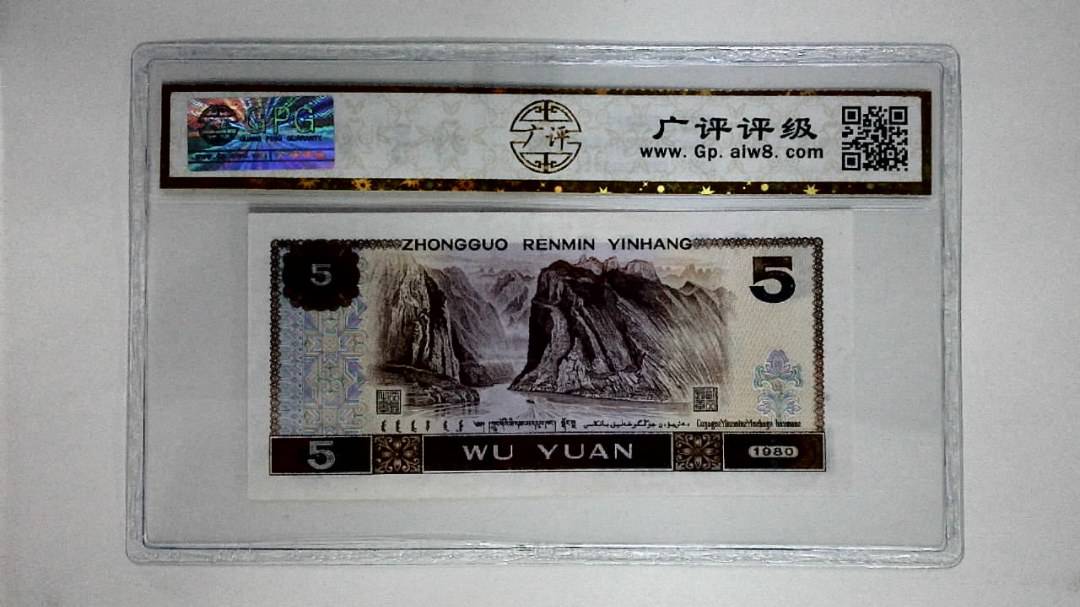 GPG
广评
广评评级
www.Gp.aiw8.com
ZHONGGUO RENMIN YINHANG
5
5
5
WU YUAN
1980